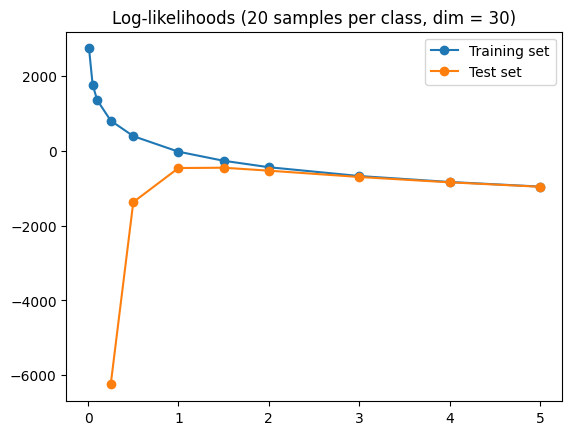 Log-likelihoods (20 samples per class, dim = 30)
Training set
Test set
2000
0
−2000
−4000
−6000
0 1 2 3 4 5